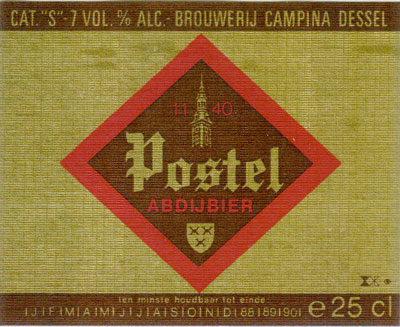 CAT. "S" - 7 VOL. % ALC. - BROUWERIJ CAMPINA DESSEL
11 40
Postel
ABDIJBIER
ten minste houdbaar tot einde
|J|F|M|A|M|J|J|A|S|O|N|D|88|89|90|
e 25 cl